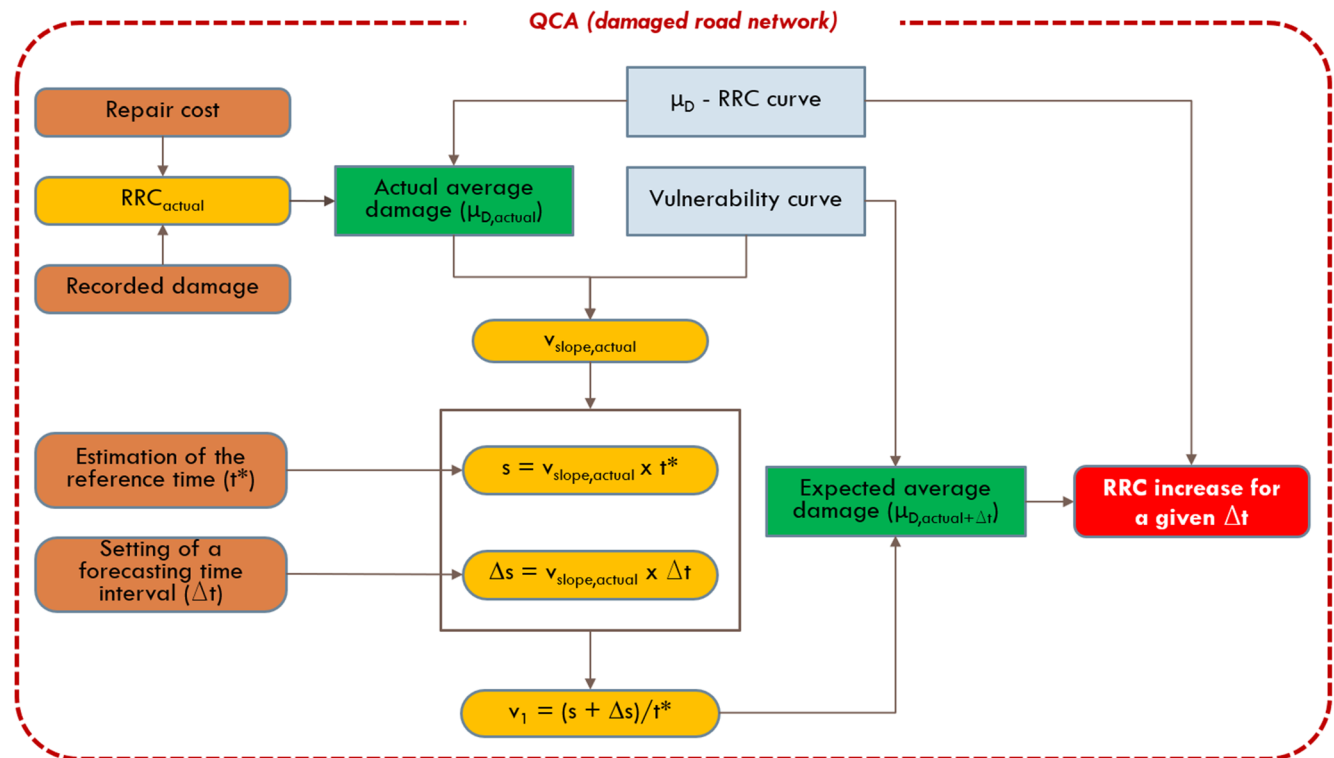 QCA (damaged road network)
Repair cost
μD - RRC curve
RRCactual
Actual average
damage (μD,actual)
Vulnerability curve
Recorded damage
vslope,actual
Estimation of the
reference time (t*)
s = vslope,actual x t*
Expected average
damage (μD,actual+Δt)
RRC increase for
a given Δt
Setting of a
forecasting time
interval (Δt)
Δs = vslope,actual x Δt
v1 = (s + Δs)/t*